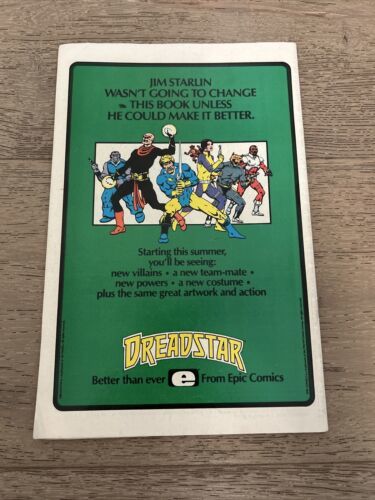 JIM STARLIN
WASN'T GOING TO CHANGE
THIS BOOK UNLESS
HE COULD MAKE IT BETTER.
Starting this summer,
you'll be seeing:
new villains • a new team-mate •
new powers • a new costume •
plus the same great artwork and action
DREADSTAR
Better than ever e From Epic Comics